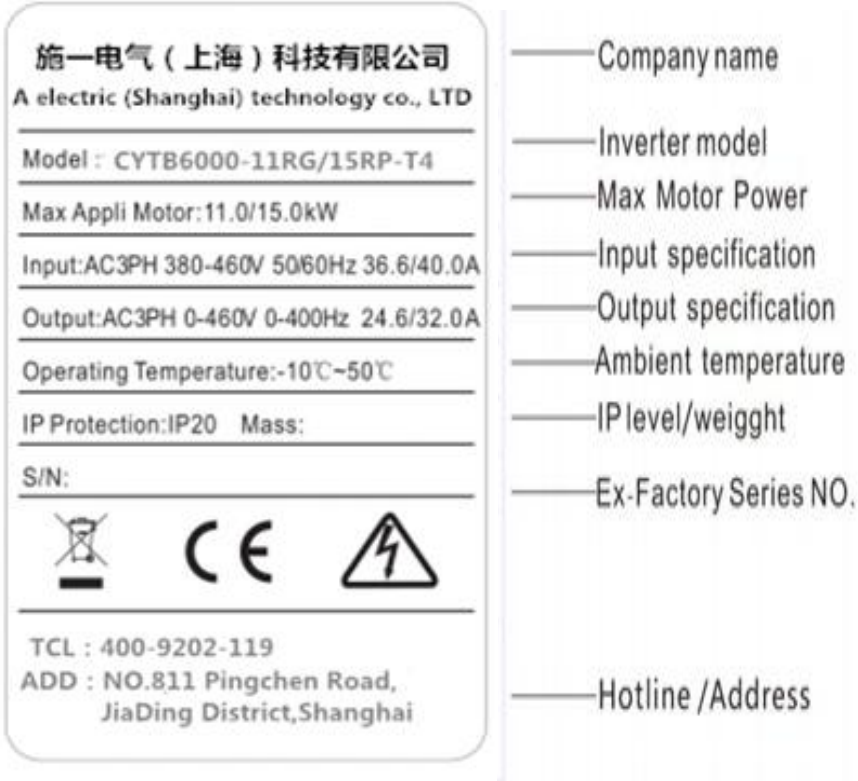 施一电气（上海）科技有限公司
A electric (Shanghai) technology co., LTD
Company name
Model : CYTB6000-11RG/15RP-T4
Inverter model
Max Appli Motor:11.0/15.0kW
Max Motor Power
Input:AC3PH 380-460V 50/60Hz 36.6/40.0A
Input specification
Output:AC3PH 0-460V 0-400Hz 24.6/32.0A
Output specification
Operating Temperature:-10℃~50℃
Ambient temperature
IP Protection:IP20 Mass:
IP level/weigght
S/N:
Ex-Factory Series NO.
CE
TCL : 400-9202-119
ADD : NO.811 Pingchen Road,
JiaDing District,Shanghai
Hotline /Address